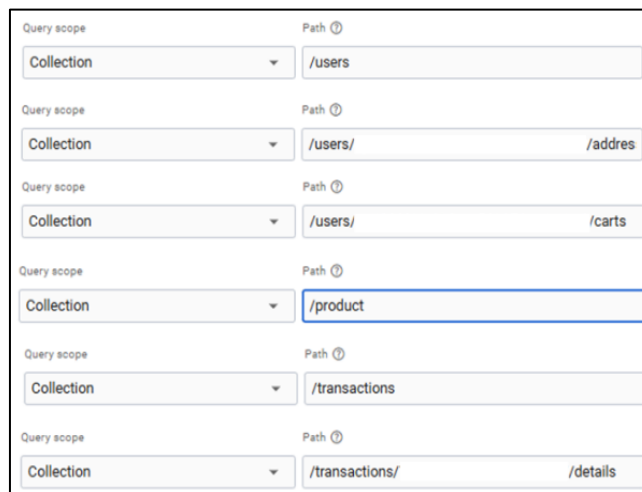 Query scope Path
Collection /users
Query scope Path
Collection /users/ /addres
Query scope Path
Collection /users/ /carts
Query scope Path
Collection /product
Query scope Path
Collection /transactions
Query scope Path
Collection /transactions/ /details